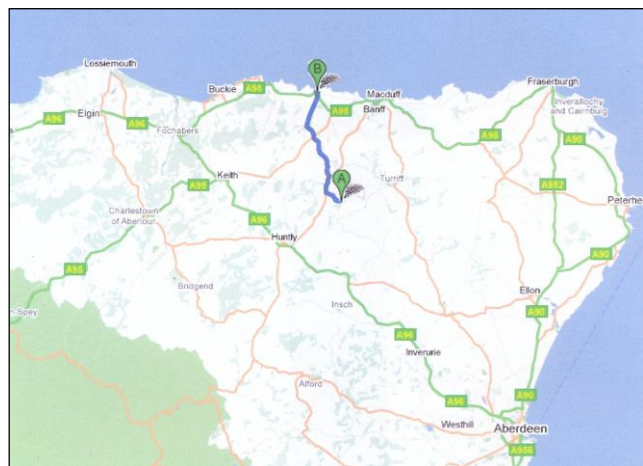 Lossiemouth
B
Fraserburgh
Buckie
A98
Macduff
Elgin
A96
A98
Banff
Inverallochy
and Cairnbulg
A96
Fochabers
A98
A90
Keith
A95
A
Turriff
A952
Peterhe
Charlestown
of Aberlour
A96
Huntly
A90
A95
Bridgend
n-Spey
Insch
Ellon
A90
A96
Inverurie
Alford
A96
A90
Westhill
Aberdeen
A956